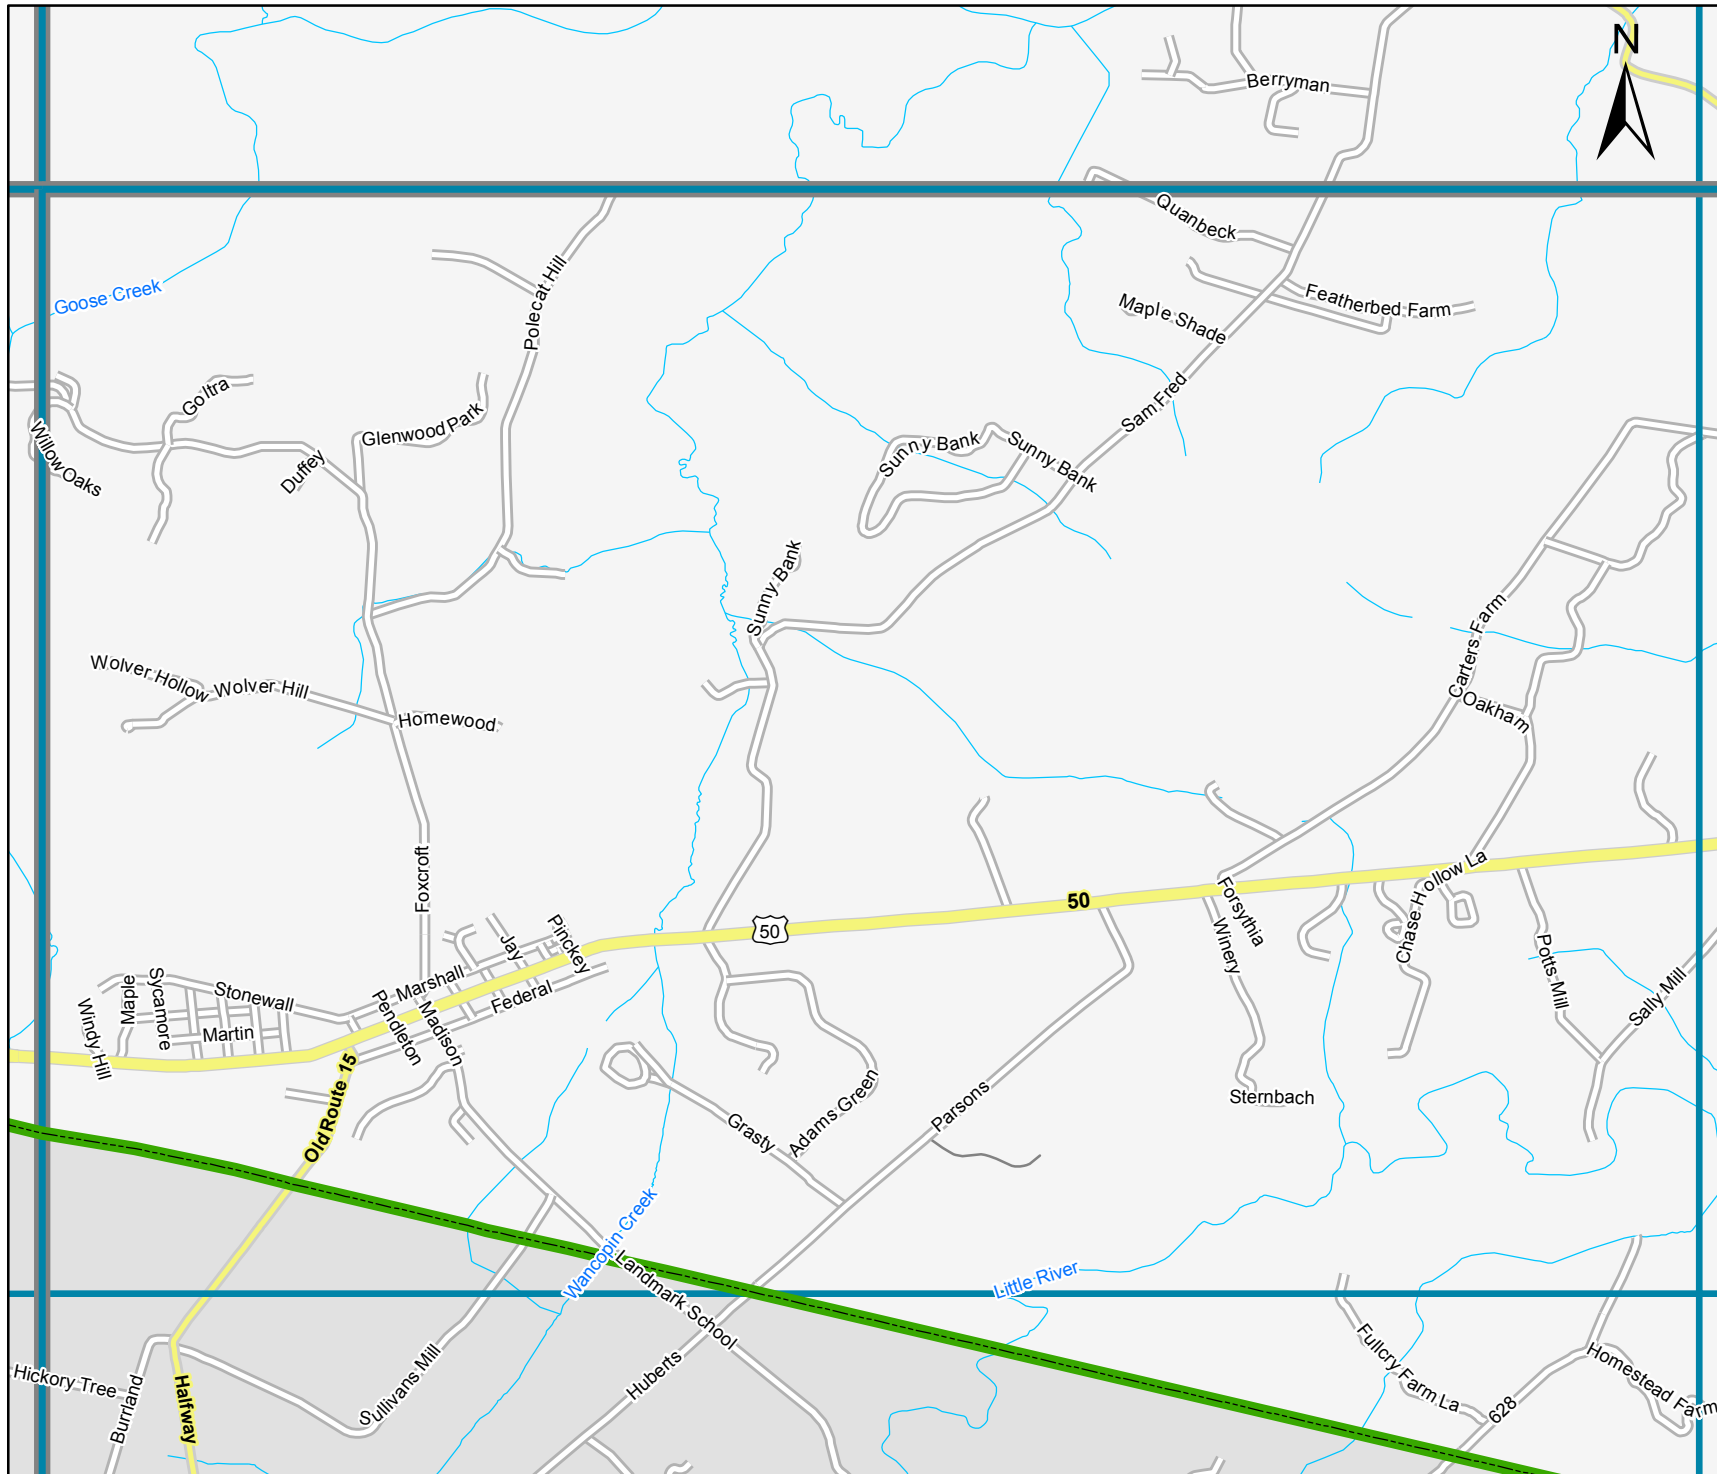 N
Berryman
Quanbeck
Goose Creek
Polecat Hill
Featherbed Farm
Maple Shade
Goltra
Sam Fred
Glenwood Park
Willow Oaks
Duffey
Sunny Bank
Sunny Bank
Sunny Bank
Carters Farm
Wolver Hollow
Wolver Hill
Homewood
Oakham
Foxcroft
Chase Hollow La
50
50
Forsythia
Winery
Pinckey
Jay
Potts Mill
Sally Mill
Marshall
Stonewall
Federal
Maple
Sycamore
Windy Hill
Martin
Pendleton
Madison
Old Route 15
Sternbach
Grasty
Adams Green
Parsons
Wancopin Creek
Little River
Landmark School
Hickory Tree
Burrland
Halfway
Sullivans Mill
Huberts
Fullcry Farm La
628
Homestead Farm